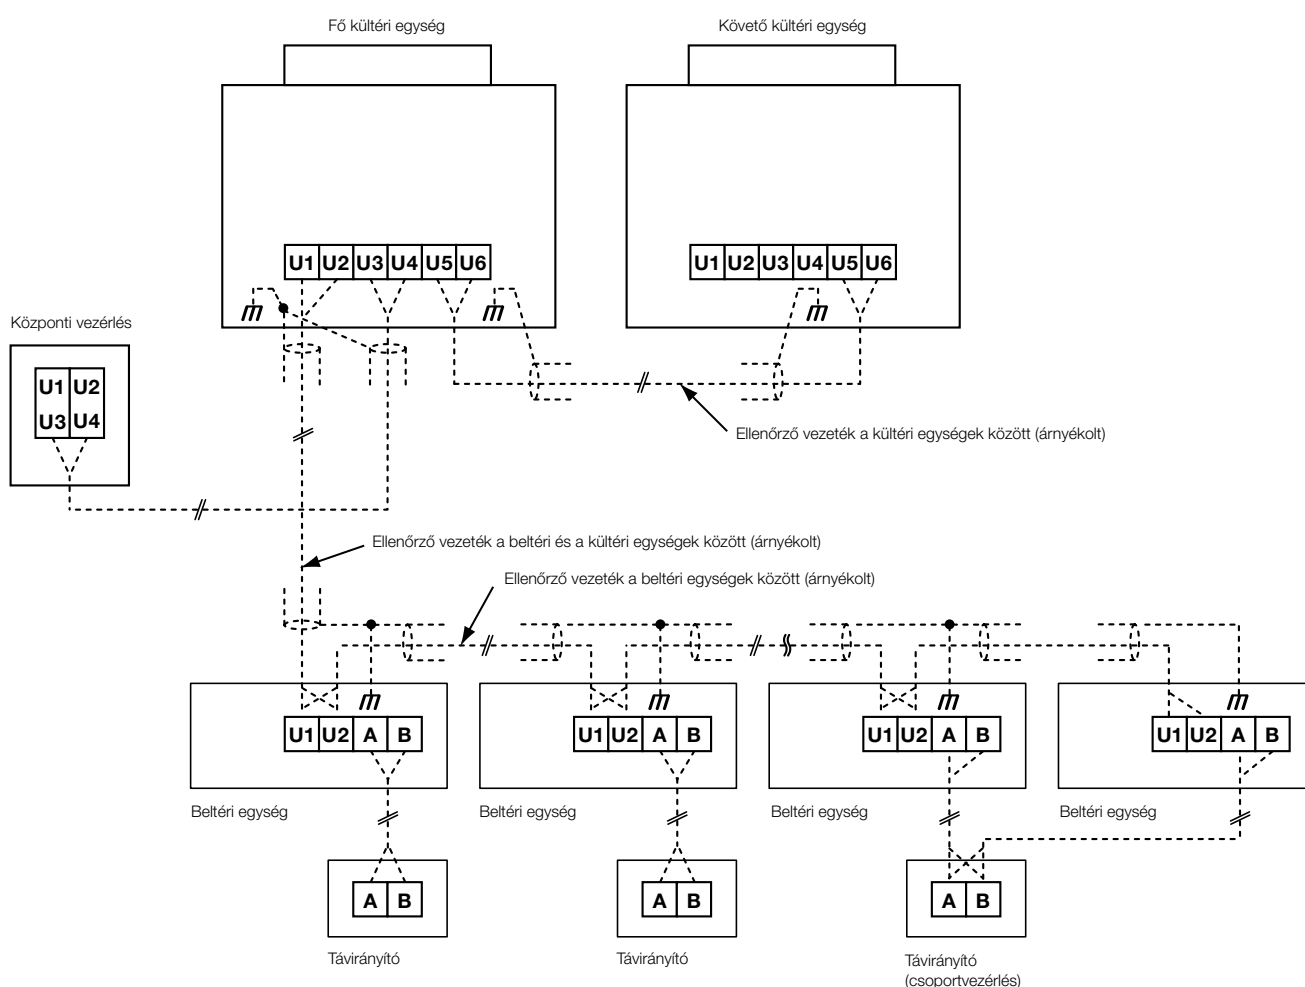 Fő kültéri egység
Követő kültéri egység
U1 U2 U3 U4 U5 U6
U1 U2 U3 U4 U5 U6
Központi vezérlés
U1 U2
U3 U4
Ellenőrző vezeték a kültéri egységek között (árnyékolt)
Ellenőrző vezeték a beltéri és a kültéri egységek között (árnyékolt)
Ellenőrző vezeték a beltéri egységek között (árnyékolt)
U1 U2 A B
U1 U2 A B
U1 U2 A B
U1 U2 A B
Beltéri egység
Beltéri egység
Beltéri egység
Beltéri egység
A B
A B
A B
Távirányító
Távirányító
Távirányító
(csoportvezérlés)